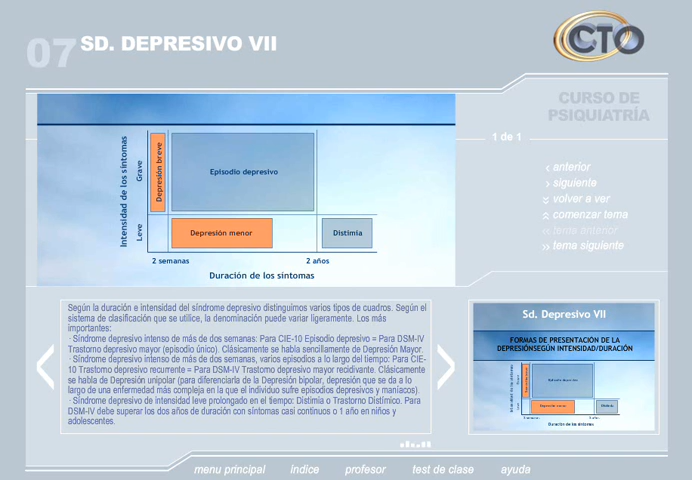 07 SD. DEPRESIVO VII
CTO
CURSO DE
PSIQUIATRÍA
1 de 1
anterior
siguiente
volver a ver
comenzar tema
tema anterior
tema siguiente
Intensidad de los síntomas
Grave
Leve
Depresión breve
Episodio depresivo
Depresión menor
Distimia
2 semanas
2 años
Duración de los síntomas
Según la duración e intensidad del síndrome depresivo distinguimos varios tipos de cuadros. Según el
sistema de clasificación que se utilice, la denominación puede variar ligeramente. Los más
importantes:
· Síndrome depresivo intenso de más de dos semanas: Para CIE-10 Episodio depresivo = Para DSM-IV
Trastorno depresivo mayor (episodio único). Clásicamente se habla sencillamente de Depresión Mayor.
· Síndrome depresivo intenso de más de dos semanas, varios episodios a lo largo del tiempo: Para CIE-
10 Trastorno depresivo recurrente = Para DSM-IV Trastorno depresivo mayor recidivante. Clásicamente
se habla de Depresión unipolar (para diferenciarla de la Depresión bipolar, depresión que se da a lo
largo de una enfermedad más compleja en la que el individuo sufre episodios depresivos y maníacos).
· Síndrome depresivo de intensidad leve prolongado en el tiempo: Distimia o Trastorno Distímico. Para
DSM-IV debe superar los dos años de duración con síntomas casi continuos o 1 año en niños y
adolescentes.
Sd. Depresivo VII
FORMAS DE PRESENTACIÓN DE LA
DEPRESIÓNSEGÚN INTENSIDAD/DURACIÓN
Distimia
Duración de los síntomas
menu principal
índice
profesor
test de clase
ayuda